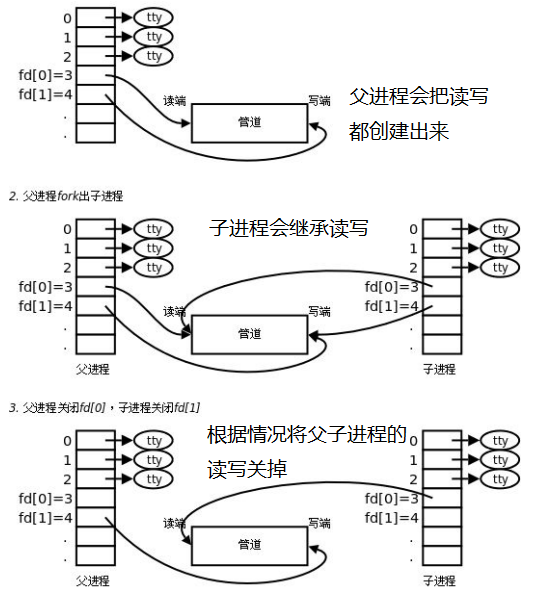 0 tty
1 tty
2 tty
fd[0]=3
fd[1]=4
.
.
读端 写端
管道
父进程会把读写
都创建出来
2. 父进程fork出子进程
子进程会继承读写
0 tty 0 tty
1 tty 1 tty
2 tty 2 tty
fd[0]=3 fd[0]=3
fd[1]=4 fd[1]=4
读端 写端
管道
. .
. .
父进程 子进程
3. 父进程关闭fd[0]，子进程关闭fd[1]
根据情况将父子进程的
读写关掉
0 tty 0 tty
1 tty 1 tty
2 tty 2 tty
fd[0]=3 fd[0]=3
fd[1]=4 fd[1]=4
读端 写端
管道
. .
. .
父进程 子进程